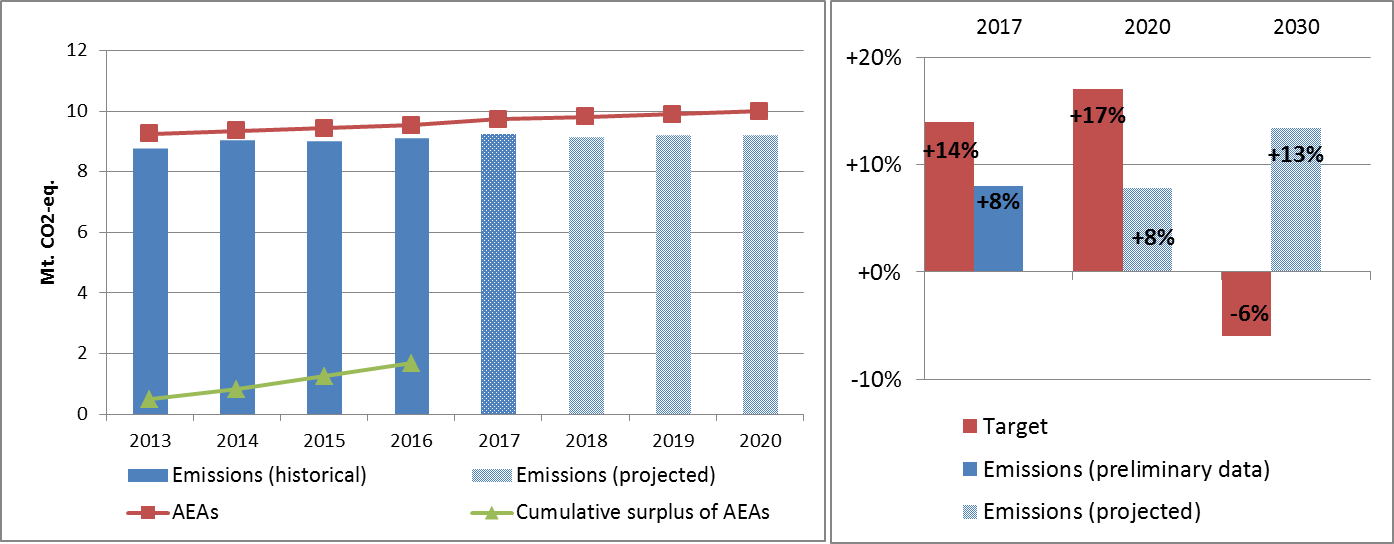 12
10
8
6
4
2
0
Mt. CO2-eq.
2013 2014 2015 2016 2017 2018 2019 2020
Emissions (historical) Emissions (projected)
AEAs Cumulative surplus of AEAs
2017 2020 2030
+20%
+10%
+0%
-10%
+14%
+8%
+17%
+8%
-6%
+13%
Target
Emissions (preliminary data)
Emissions (projected)